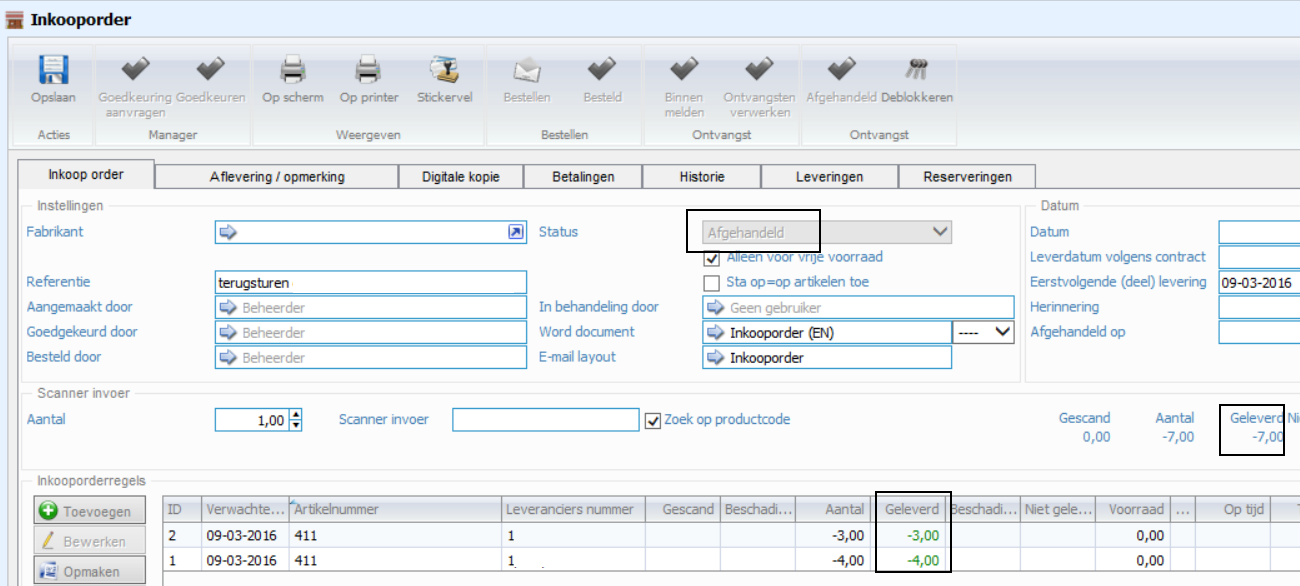 Inkooporder
Opslaan Goedkeuring aanvragen Goedkeuren Op scherm Op printer Stickervel Bestellen Besteld Binnen melden Ontvangsten verwerken Afgehandeld Deblokkeren
Acties Manager Weergeven Bestellen Ontvangst Ontvangst
Inkoop order Aflevering / opmerking Digitale kopie Betalingen Historie Leveringen Reserveringen
Instellingen Datum
Fabrikant Status Afgehandeld Datum
Alleen voor vrije voorraad Leverdatum volgens contract
Referentie terugsturen Sta op=op artikelen toe Eerstvolgende (deel) levering 09-03-2016
Aangemaakt door Beheerder In behandeling door Geen gebruiker Herinnering
Goedgekeurd door Beheerder Word document Inkooporder (EN) ---- Afgehandeld op
Besteld door Beheerder E-mail layout Inkooporder
Scanner invoer
Aantal 1,00 Scanner invoer Zoek op productcode Gescand Aantal Geleverd Ni
0,00 -7,00 -7,00
Inkooporderregels
Toevoegen ID Verwachte... Artikelnummer Leveranciers nummer Gescand Beschadi... Aantal Geleverd Beschadi... Niet gele... Voorraad ... Op tijd
Bewerken 2 09-03-2016 411 1 -3,00 -3,00 0,00
Opmaken 1 09-03-2016 411 1 -4,00 -4,00 0,00